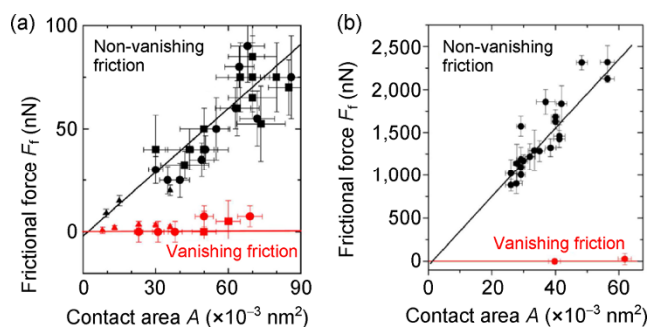 (a)
Non-vanishing
friction
Vanishing friction
100
50
0
0 30 60 90
Frictional force Ff (nN)
Contact area A (×10⁻³ nm²)
(b)
Non-vanishing
friction
Vanishing friction
2,500
2,000
1,500
1,000
500
0
0 20 40 60
Frictional force Ff (nN)
Contact area A (×10⁻³ nm²)